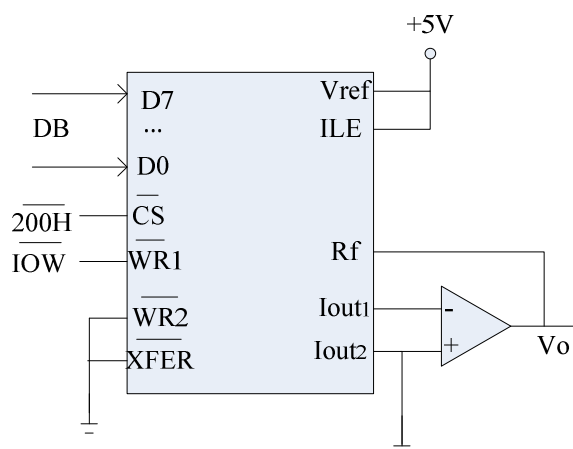 +5V
D7
Vref
DB
...
ILE
D0
200H
CS
IOW
WR1
Rf
WR2
Iout1
-
XFER
Iout2
+
Vo